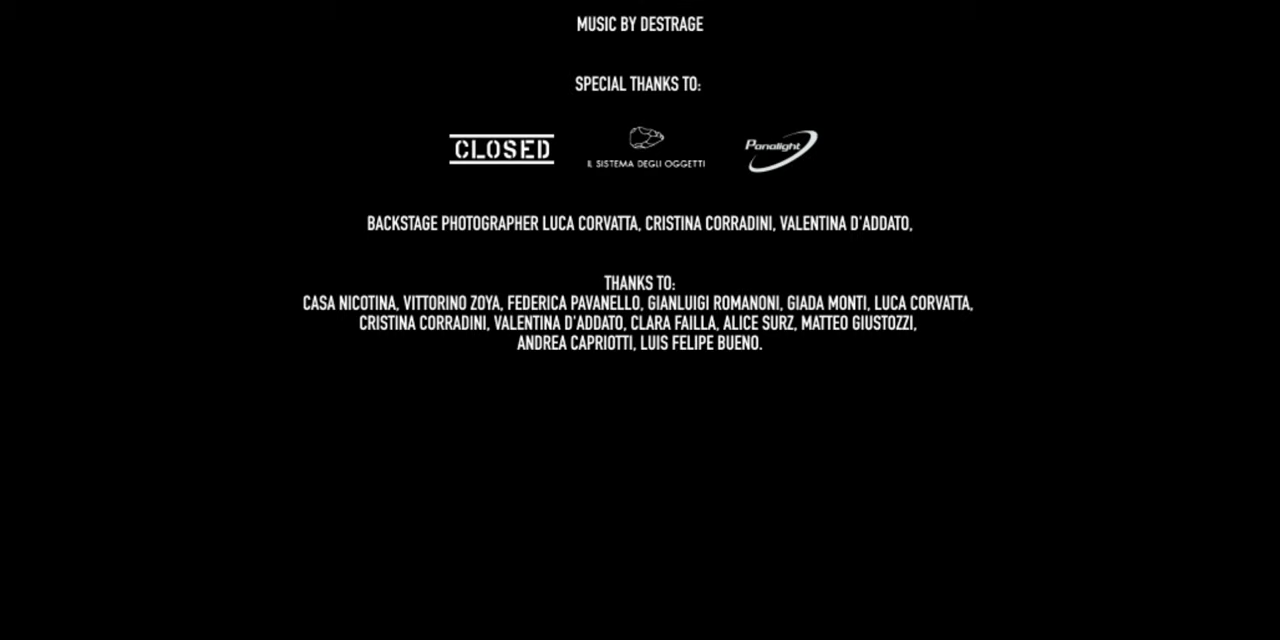 MUSIC BY DESTRAGE
SPECIAL THANKS TO:
CLOSED
IL SISTEMA DEGLI OGGETTI
Panalight
BACKSTAGE PHOTOGRAPHER LUCA CORVATTA, CRISTINA CORRADINI, VALENTINA D'ADDATO,
THANKS TO:
CASA NICOTINA, VITTORINO ZOYA, FEDERICA PAVANELLO, GIANLUIGI ROMANONI, GIADA MONTI, LUCA CORVATTA,
CRISTINA CORRADINI, VALENTINA D'ADDATO, CLARA FAILLA, ALICE SURZ, MATTEO GIUSTOZZI,
ANDREA CAPRIOTTI, LUIS FELIPE BUENO.